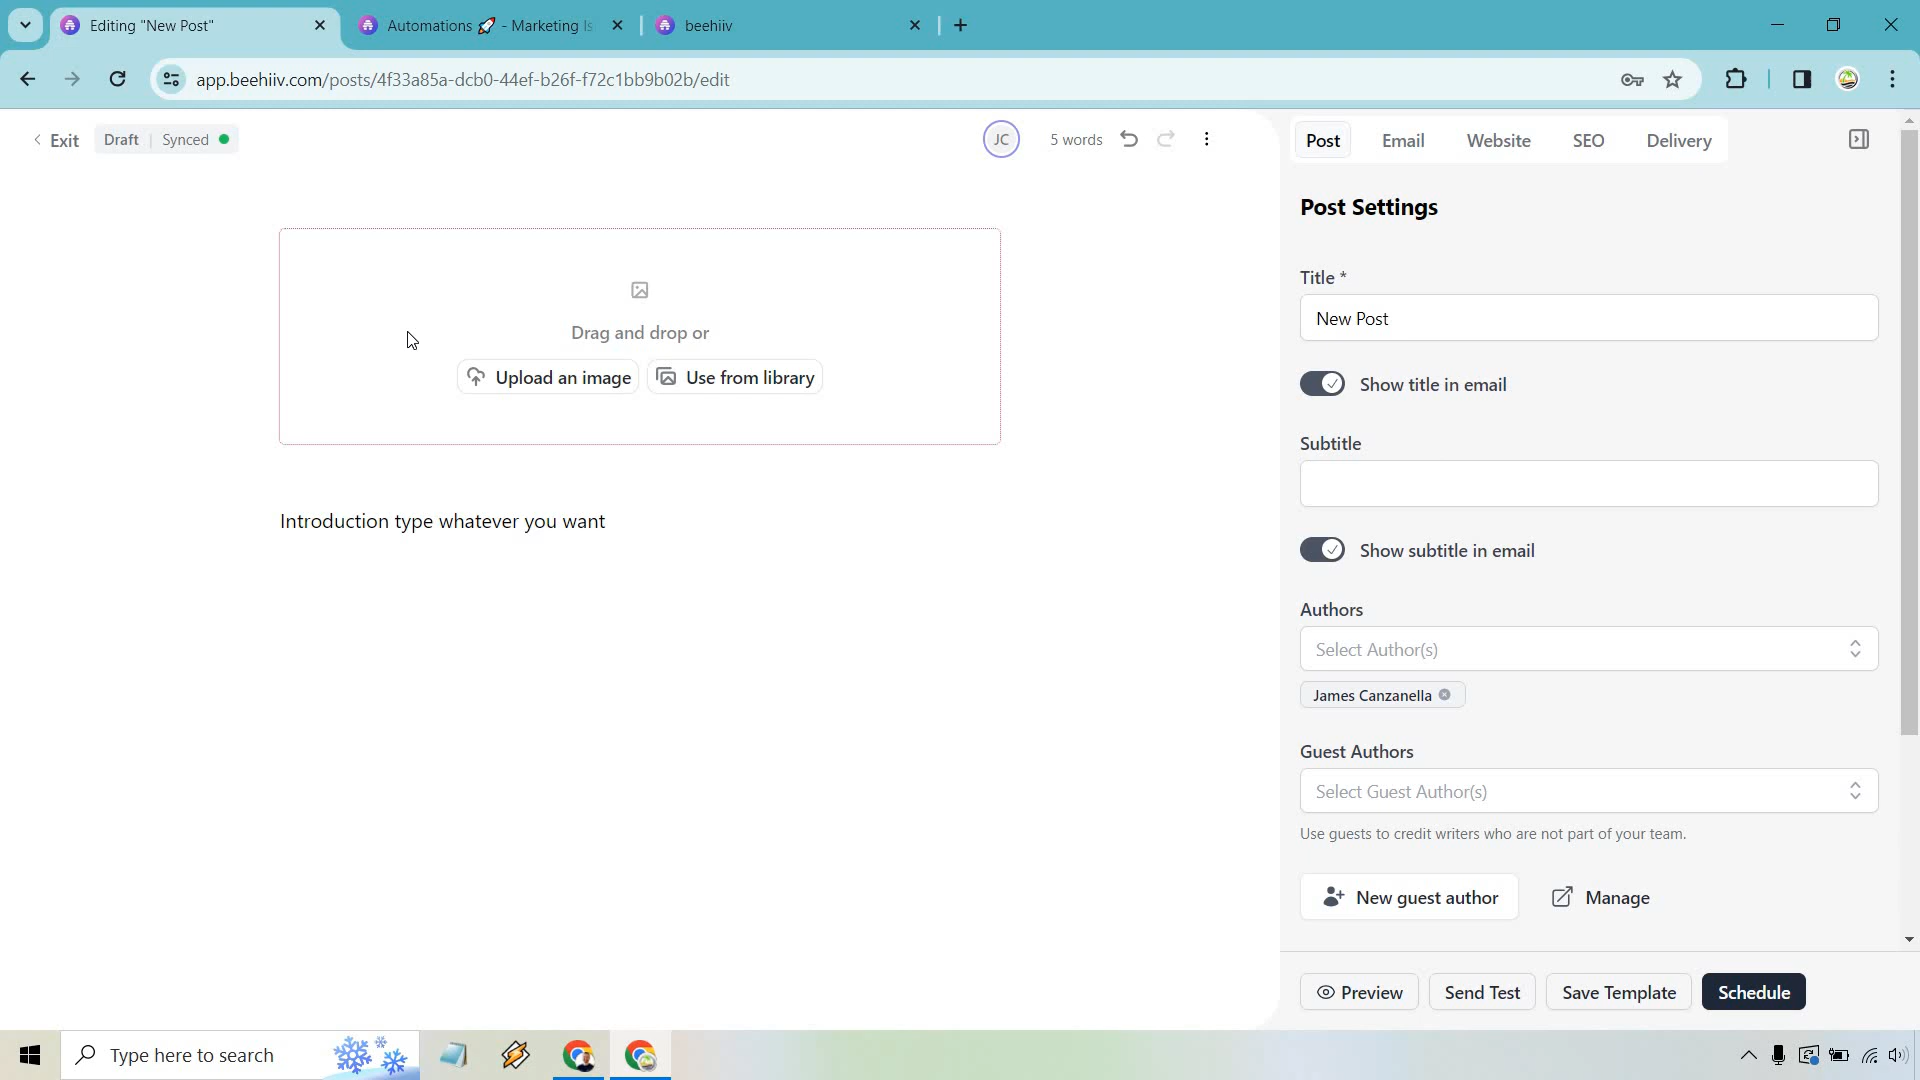 Editing "New Post"
Automations 🚀 - Marketing Is
beehiiv
app.beehiiv.com/posts/4f33a85a-dcb0-44ef-b26f-f72c1bb9b02b/edit
Exit
Draft | Synced
JC
5 words
Post
Email
Website
SEO
Delivery
Post Settings
Title *
New Post
Show title in email
Subtitle
Show subtitle in email
Authors
Select Author(s)
James Canzanella
Guest Authors
Select Guest Author(s)
Use guests to credit writers who are not part of your team.
New guest author
Manage
Drag and drop or
Upload an image
Use from library
Introduction type whatever you want
Preview
Send Test
Save Template
Schedule
Type here to search